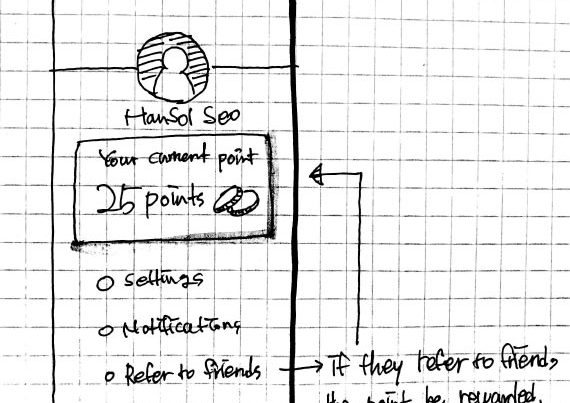 HanSol Seo
Your current point
25 points
Settings
Notifications
Refer to friends
If they refer to friends,
the point be rewarded.